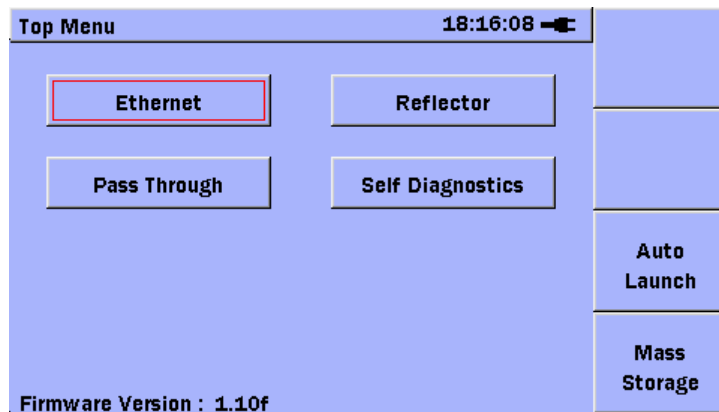 Top Menu 18:16:08
Ethernet Reflector
Pass Through Self Diagnostics
Auto
Launch
Mass
Storage
Firmware Version : 1.10f